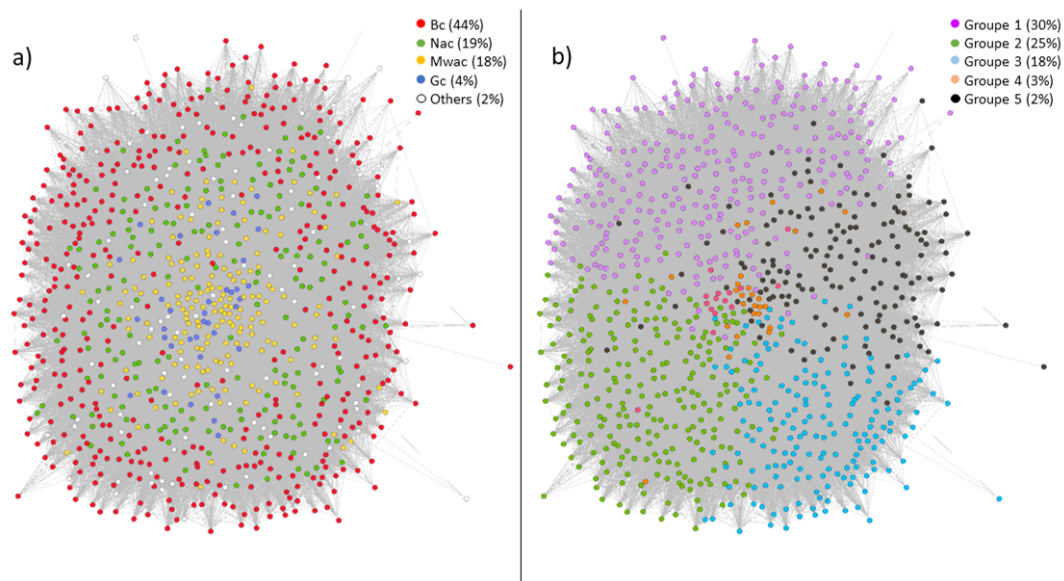 a)
Bc (44%)
Nac (19%)
Mwac (18%)
Gc (4%)
Others (2%)
b)
Groupe 1 (30%)
Groupe 2 (25%)
Groupe 3 (18%)
Groupe 4 (3%)
Groupe 5 (2%)